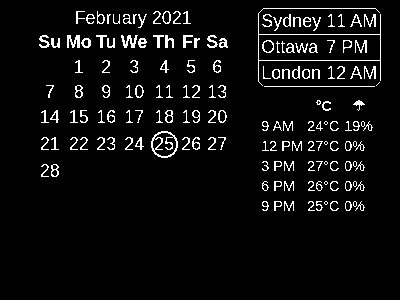 February 2021
Su Mo Tu We Th Fr Sa
1 2 3 4 5 6
7 8 9 10 11 12 13
14 15 16 17 18 19 20
21 22 23 24 25 26 27
28
Sydney 11 AM
Ottawa 7 PM
London 12 AM
°C ☂
9 AM 24°C 19%
12 PM 27°C 0%
3 PM 27°C 0%
6 PM 26°C 0%
9 PM 25°C 0%